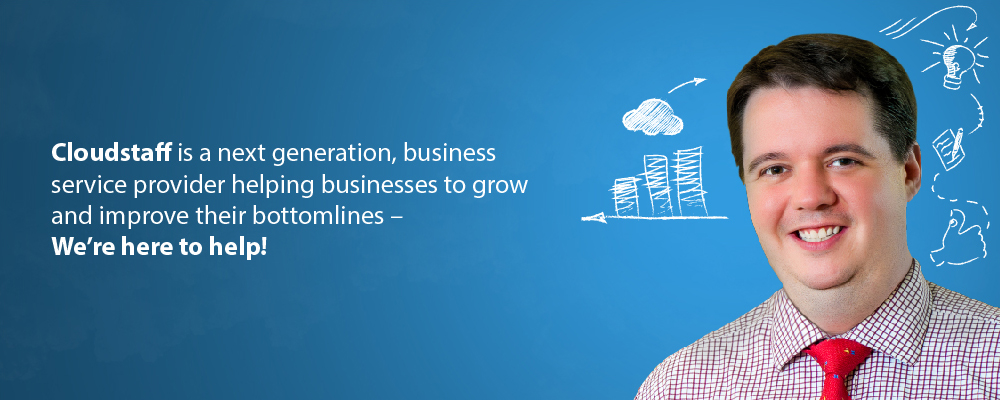 Cloudstaff is a next generation, business
service provider helping businesses to grow
and improve their bottomlines –
We’re here to help!